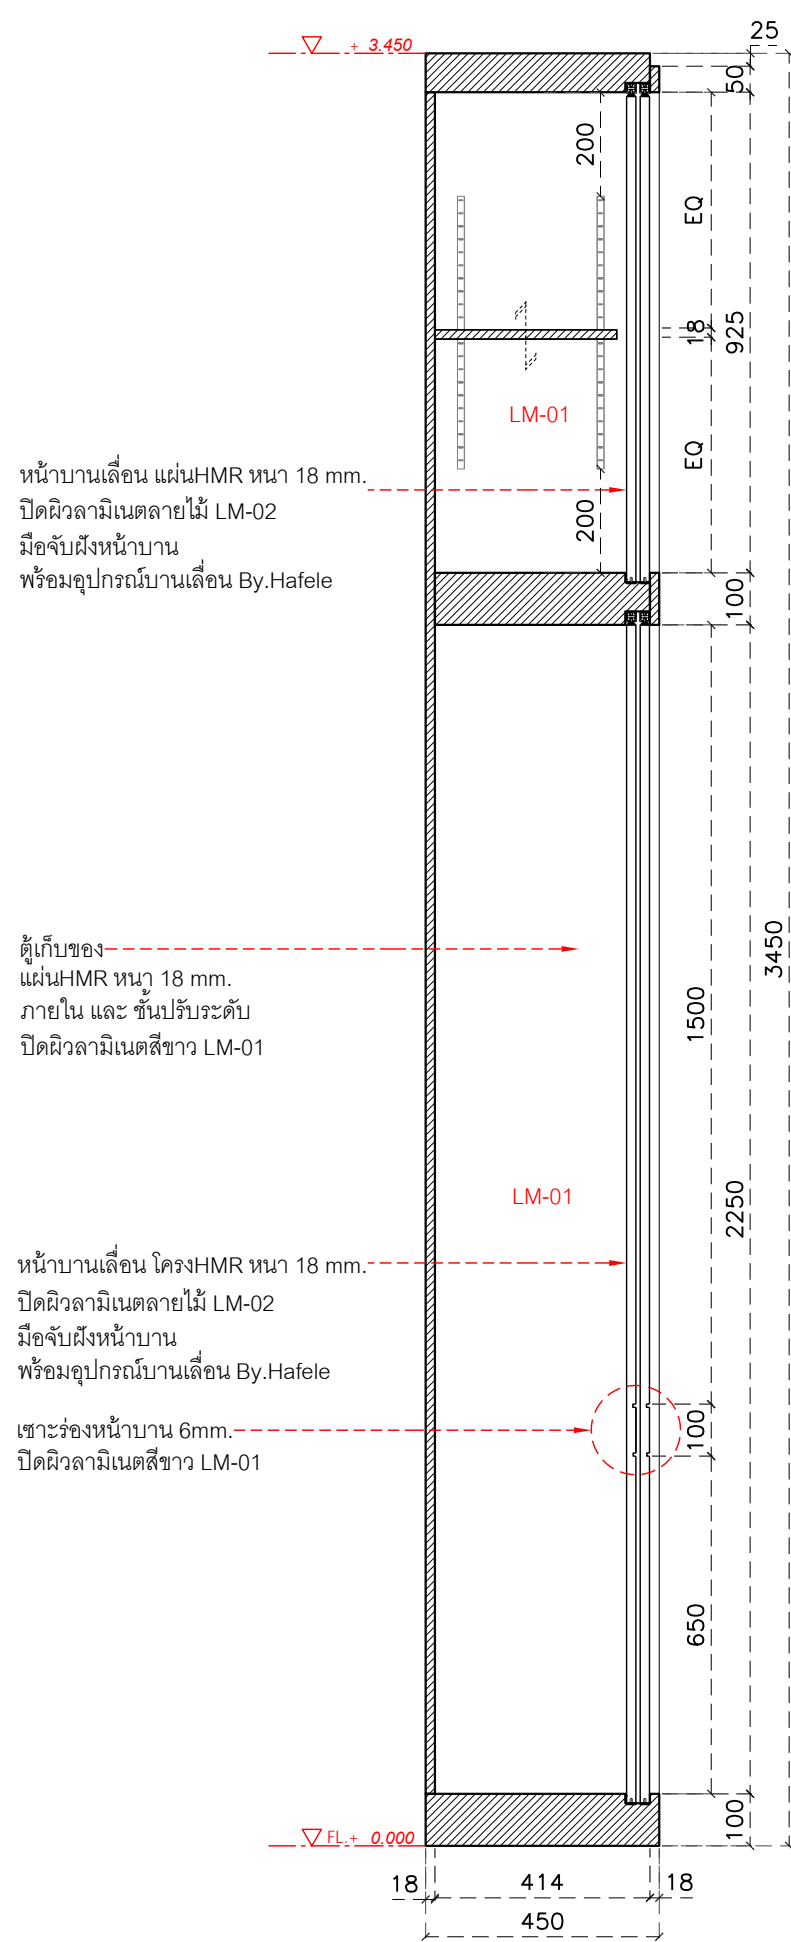 25
+ 3.450
50
200
EQ
18
925
LM-01
EQ
หน้าบานเลื่อน แผ่นHMR หนา 18 mm.
ปิดผิวลามิเนตลายไม้ LM-02
มือจับฝังหน้าบาน
พร้อมอุปกรณ์บานเลื่อน By.Hafele
200
100
ตู้เก็บของ
แผ่นHMR หนา 18 mm.
ภายใน และ ชั้นปรับระดับ
ปิดผิวลามิเนตสีขาว LM-01
3450
1500
LM-01
2250
หน้าบานเลื่อน โครงHMR หนา 18 mm.
ปิดผิวลามิเนตลายไม้ LM-02
มือจับฝังหน้าบาน
พร้อมอุปกรณ์บานเลื่อน By.Hafele
เซาะร่องหน้าบาน 6mm.
ปิดผิวลามิเนตสีขาว LM-01
100
650
100
FL.+ 0.000
18 414 18
450